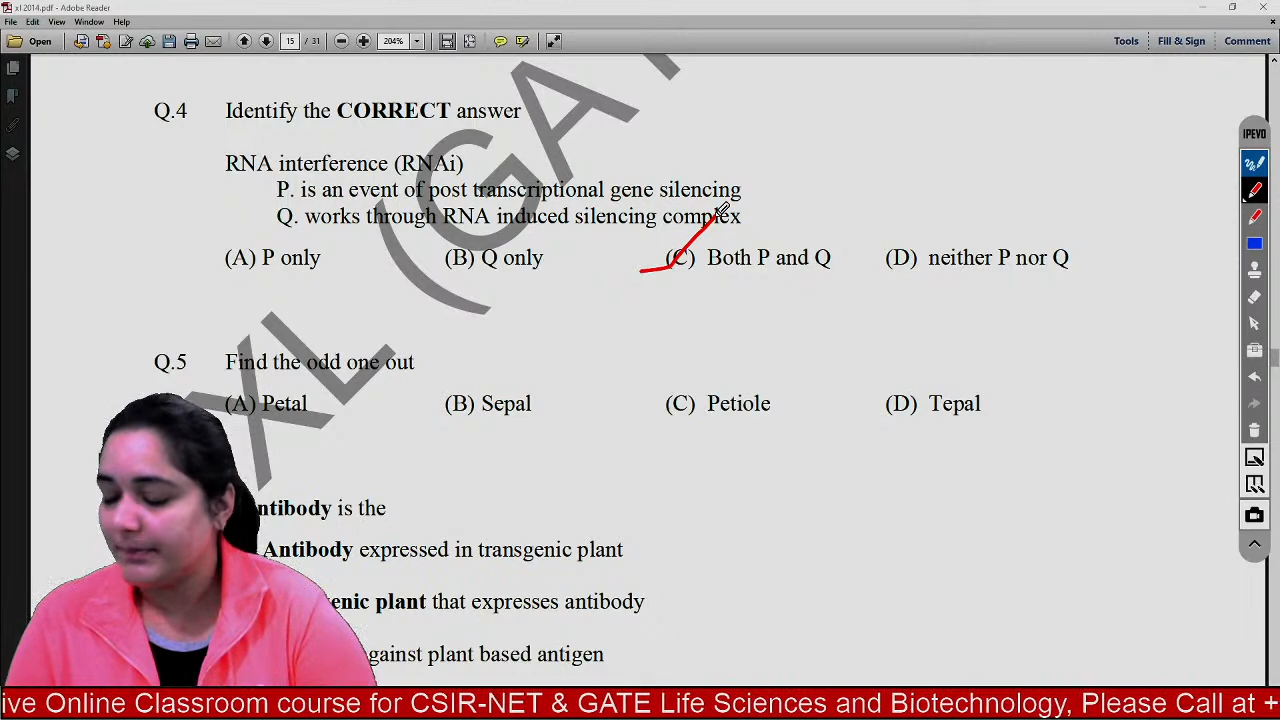 xl 2014.pdf - Adobe Reader
File Edit View Window Help
Open 15 / 31 204% Tools Fill & Sign Comment
IPEVO
XL (GAT
Q.4 Identify the CORRECT answer
RNA interference (RNAi)
P. is an event of post transcriptional gene silencing
Q. works through RNA induced silencing complex
(A) P only (B) Q only (C) Both P and Q (D) neither P nor Q
Q.5 Find the odd one out
(A) Petal (B) Sepal (C) Petiole (D) Tepal
ntibody is the
Antibody expressed in transgenic plant
enic plant that expresses antibody
gainst plant based antigen
ive Online Classroom course for CSIR-NET & GATE Life Sciences and Biotechnology, Please Call at +